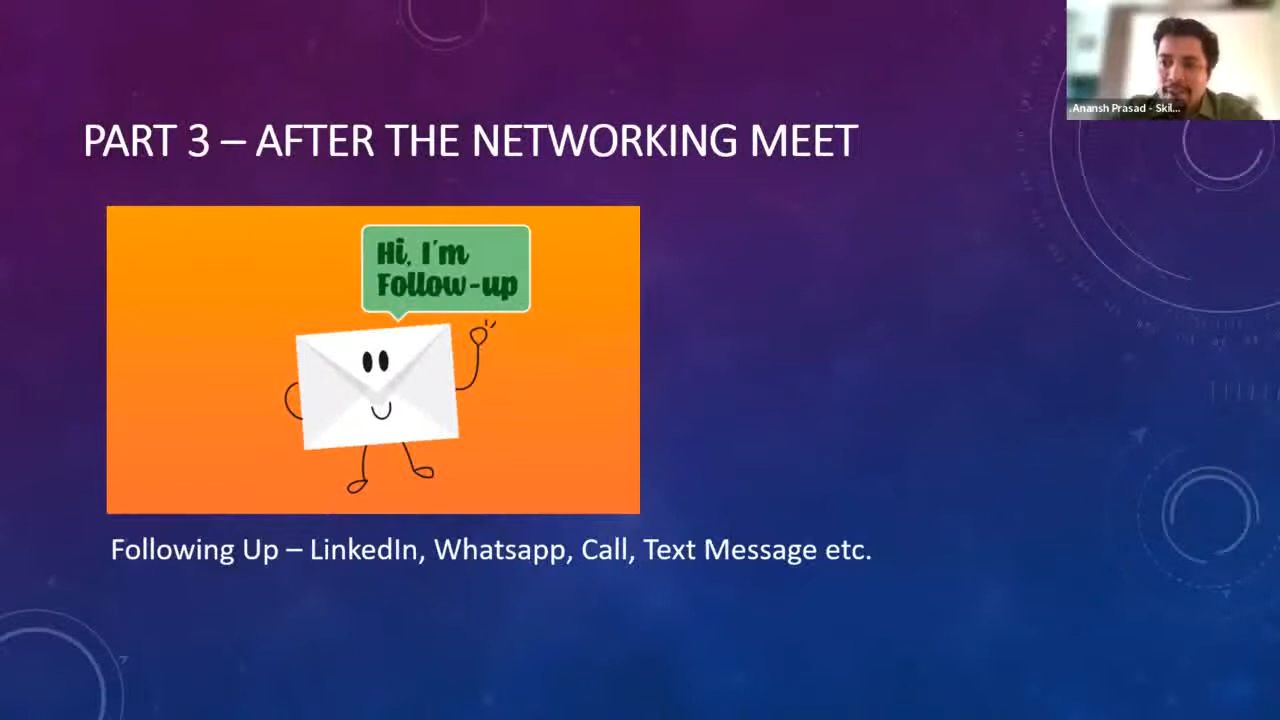 Anansh Prasad - Skil...
PART 3 – AFTER THE NETWORKING MEET
Hi, I'm
Follow-up
Following Up – LinkedIn, Whatsapp, Call, Text Message etc.